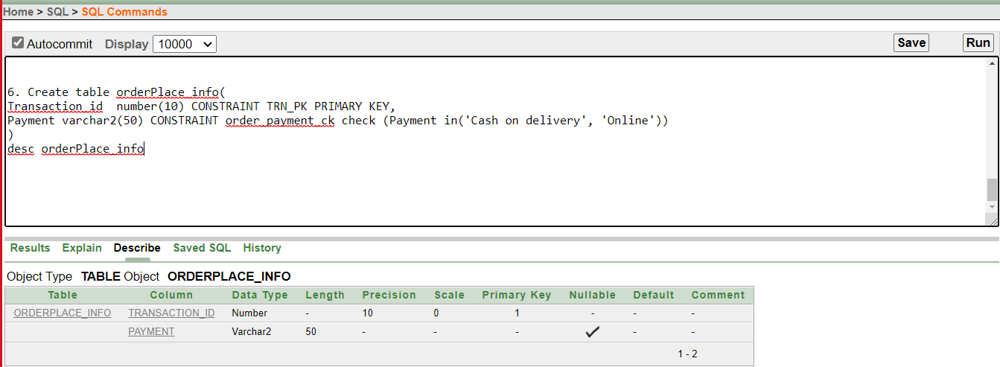 Home > SQL > SQL Commands
Autocommit Display 10000 Save Run
6. Create table orderPlace_info(
Transaction_id  number(10) CONSTRAINT TRN_PK PRIMARY KEY,
Payment varchar2(50) CONSTRAINT order_payment_ck check (Payment in('Cash on delivery', 'Online'))
)
desc orderPlace_info
Results Explain Describe Saved SQL History
Object Type TABLE Object ORDERPLACE_INFO
Table Column Data Type Length Precision Scale Primary Key Nullable Default Comment
ORDERPLACE_INFO TRANSACTION_ID Number - 10 0 1 - - -
PAYMENT Varchar2 50 - - - - -
1 - 2